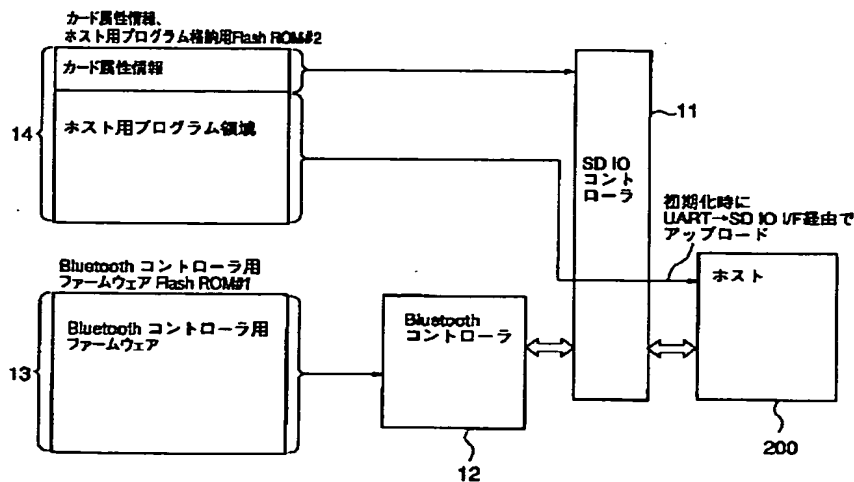 カード属性情報、
ホスト用プログラム格納用Flash ROM#2
カード属性情報
ホスト用プログラム領域
14
SD IO
コント
ローラ
11
初期化時に
UART→SD IO I/F経由で
アップロード
ホスト
200
Bluetooth コントローラ用
ファームウェア Flash ROM#1
Bluetooth コントローラ用
ファームウェア
13
Bluetooth
コントローラ
12